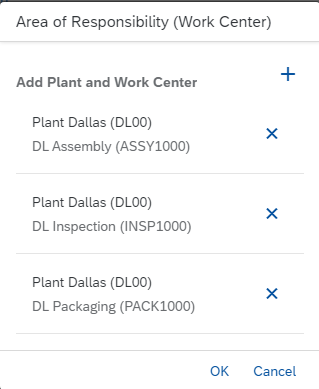 Area of Responsibility (Work Center)
Add Plant and Work Center
Plant Dallas (DL00)
DL Assembly (ASSY1000)
Plant Dallas (DL00)
DL Inspection (INSP1000)
Plant Dallas (DL00)
DL Packaging (PACK1000)
OK Cancel